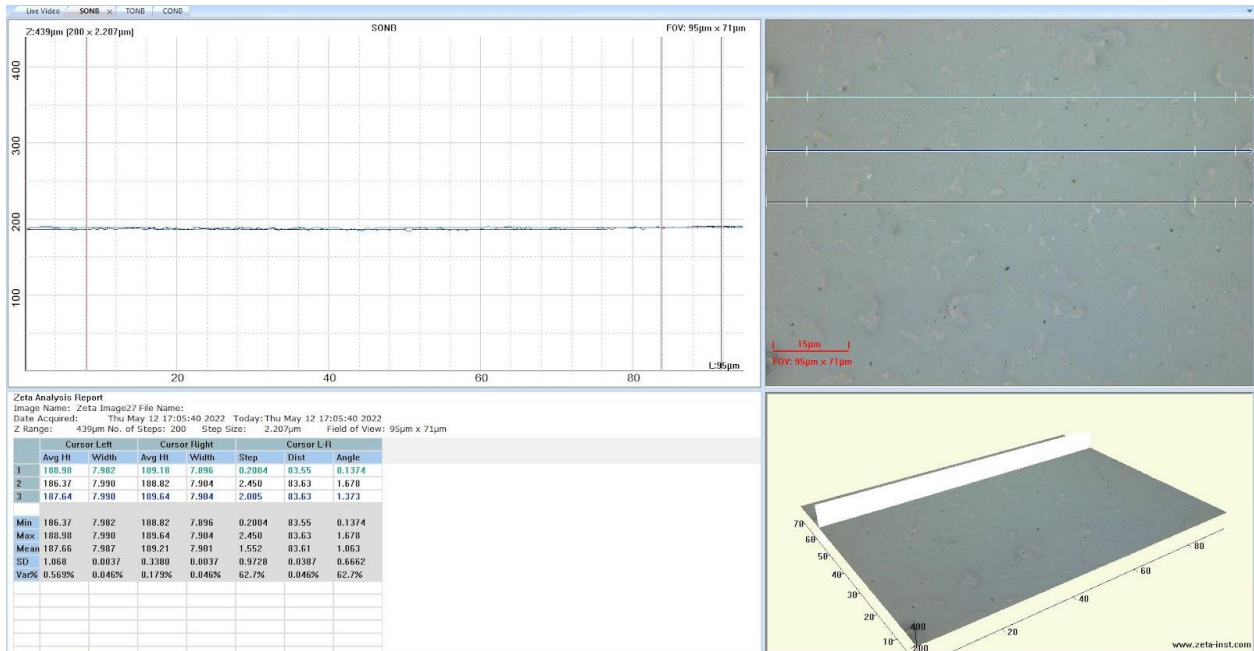 Live Video SONB × TONB CONB
Z:439µm [200 x 2.207µm]
SONB
FOV: 95µm x 71µm
400
300
200
100
20 40 60 80
L:95µm
15µm
FOV: 95µm x 71µm
Zeta Analysis Report
Image Name: Zeta Image27 File Name:
Date Acquired: Thu May 12 17:05:40 2022 Today: Thu May 12 17:05:40 2022
Z Range: 439µm No. of Steps: 200 Step Size: 2.207µm Field of View: 95µm x 71µm
Cursor Left Cursor Right Cursor L-R
Avg Ht Width Avg Ht Width Step Dist Angle
1 188.98 7.982 189.18 7.896 0.2004 83.55 0.1374
2 186.37 7.990 188.82 7.904 2.450 83.63 1.678
3 187.64 7.990 189.64 7.904 2.005 83.63 1.373
Min 186.37 7.982 188.82 7.896 0.2004 83.55 0.1374
Max 188.98 7.990 189.64 7.904 2.450 83.63 1.678
Mean 187.66 7.987 189.21 7.901 1.552 83.61 1.063
SD 1.068 0.0037 0.3380 0.0037 0.9728 0.0387 0.6662
Var% 0.569% 0.046% 0.179% 0.046% 62.7% 0.046% 62.7%
70
60
50
40
30
20
10
400
200
20
40
60
80
www.zeta-inst.com